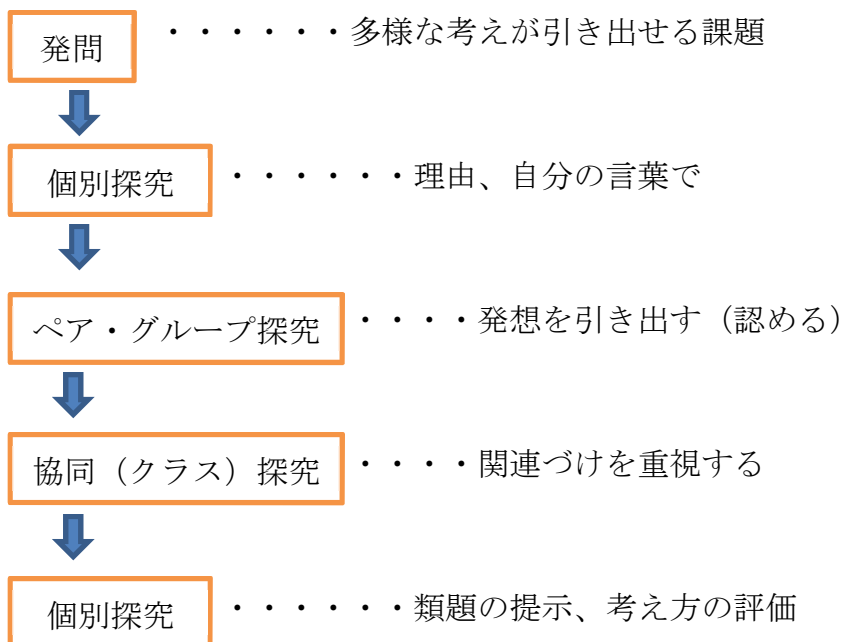 発問 ・・・・・・多様な考えが引き出せる課題
個別探究 ・・・・・・理由、自分の言葉で
ペア・グループ探究 ・・・・発想を引き出す（認める）
協同（クラス）探究 ・・・・関連づけを重視する
個別探究 ・・・・・・類題の提示、考え方の評価